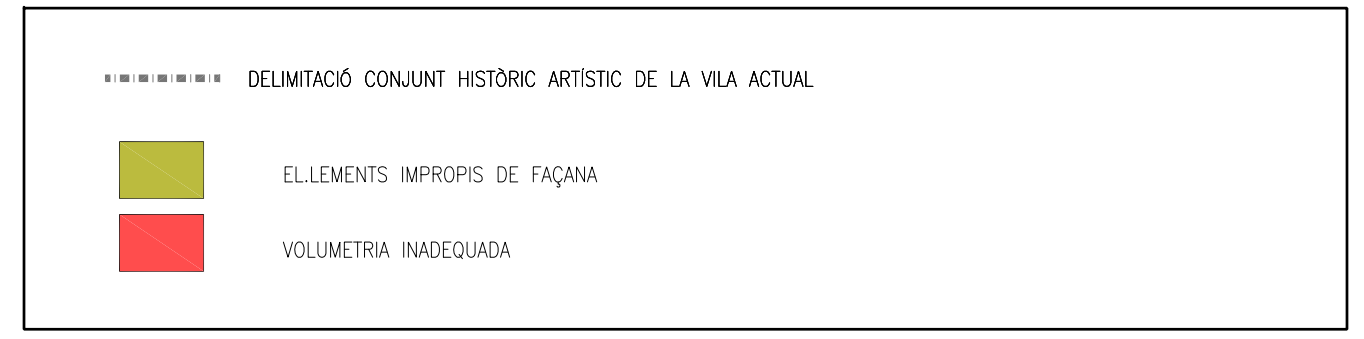 DELIMITACIÓ CONJUNT HISTÒRIC ARTÍSTIC DE LA VILA ACTUAL
EL.LEMENTS IMPROPIS DE FAÇANA
VOLUMETRIA INADEQUADA